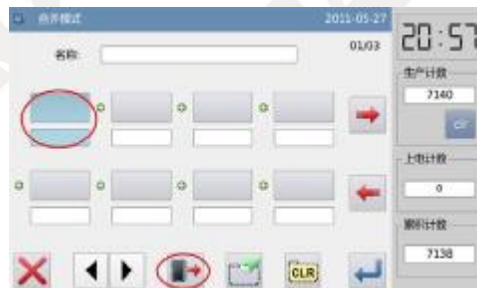 合并模式 2011-05-27
名称: 01/03
20:57
生产计数
7140
clr
上电计数
0
累积计数
7138
CLR